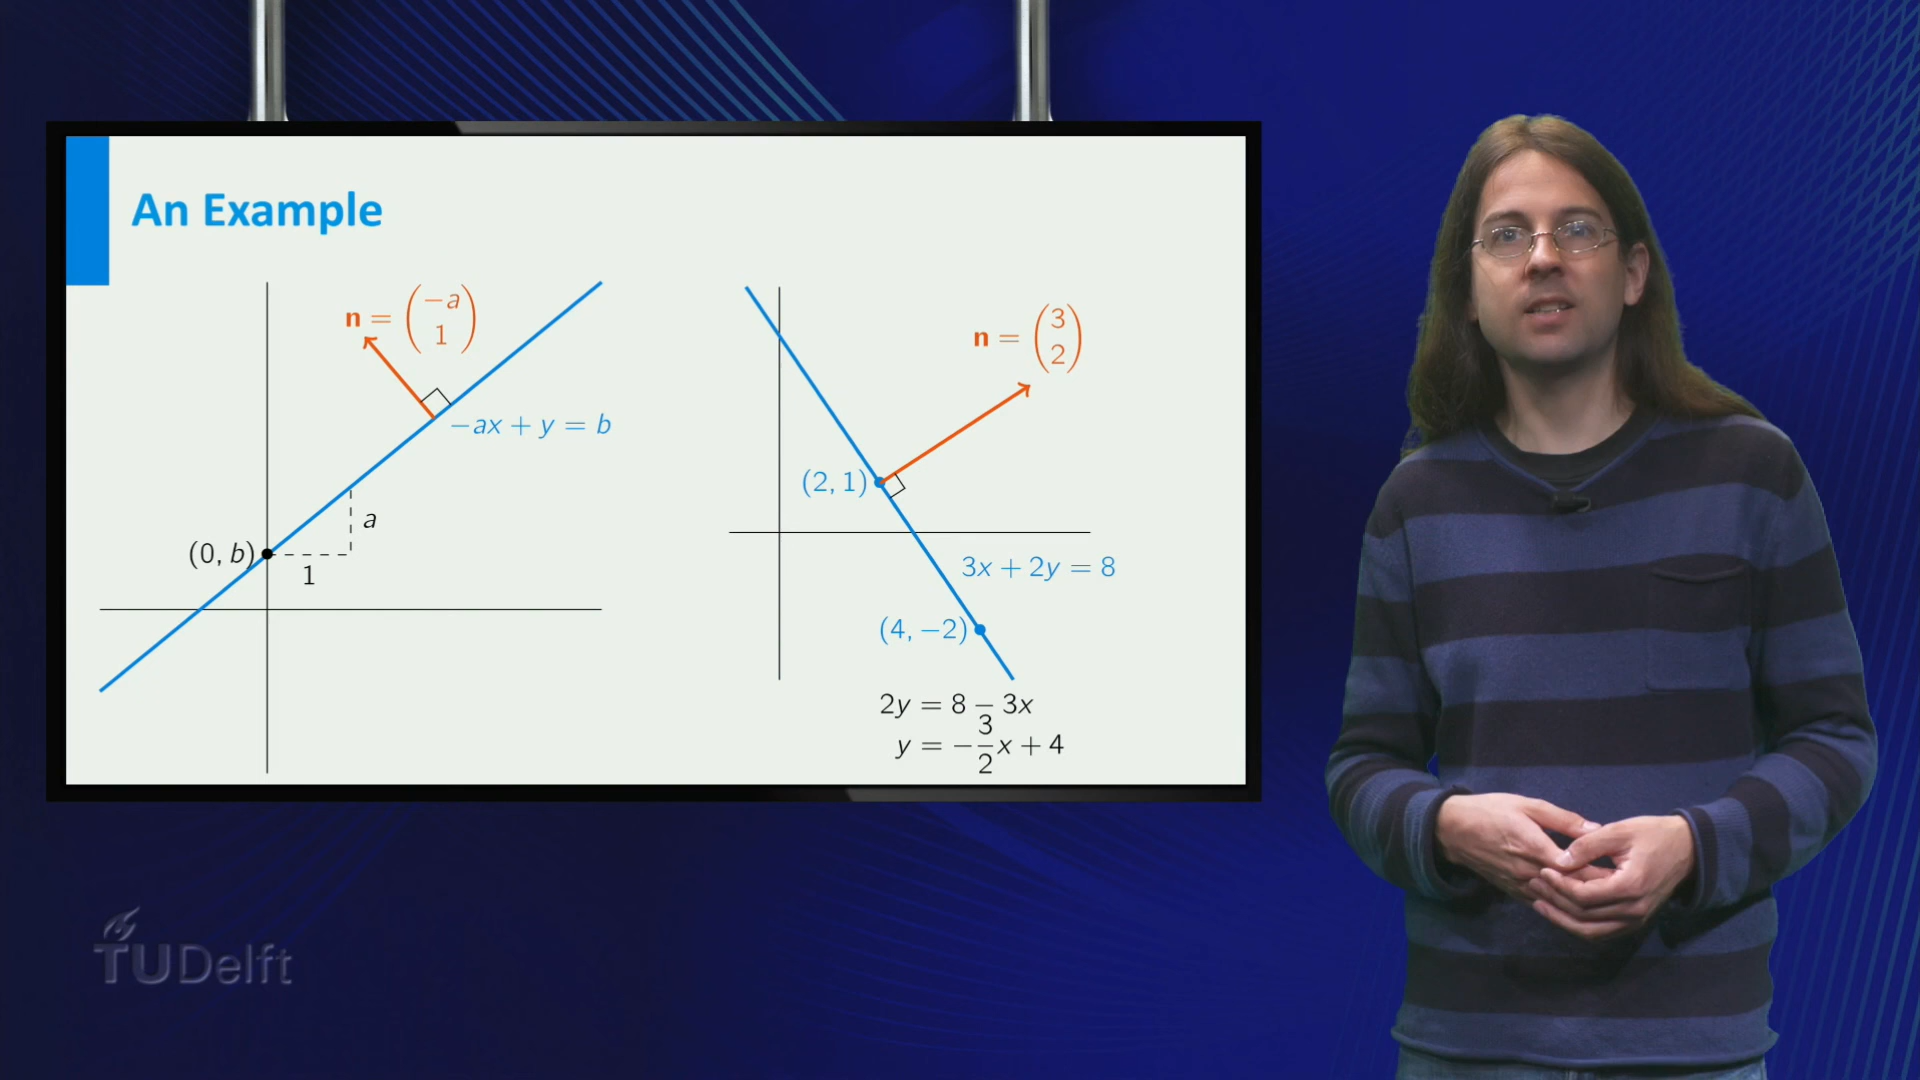 An Example
n = (−a
1)
−ax + y = b
a
(0, b)
1
n = (3
2)
(2, 1)
3x + 2y = 8
(4, −2)
2y = 8 − 3x
y = −3/2 x + 4
TUDelft